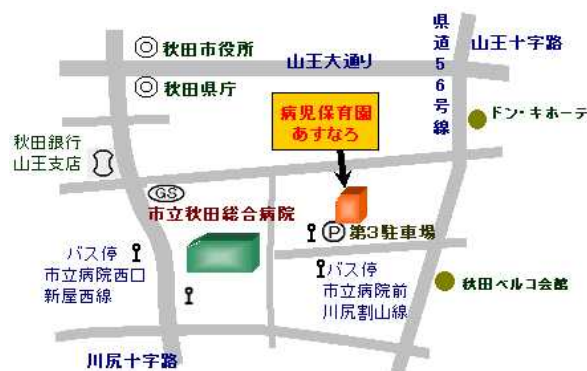 秋田市役所
秋田県庁
山王大通り
県道56号線
山王十字路
ドン・キホーテ
病児保育園
あすなろ
秋田銀行
山王支店
GS
市立秋田総合病院
P 第3駐車場
バス停
市立病院西口
新屋西線
バス停
市立病院前
川尻割山線
秋田ベルコ会館
川尻十字路